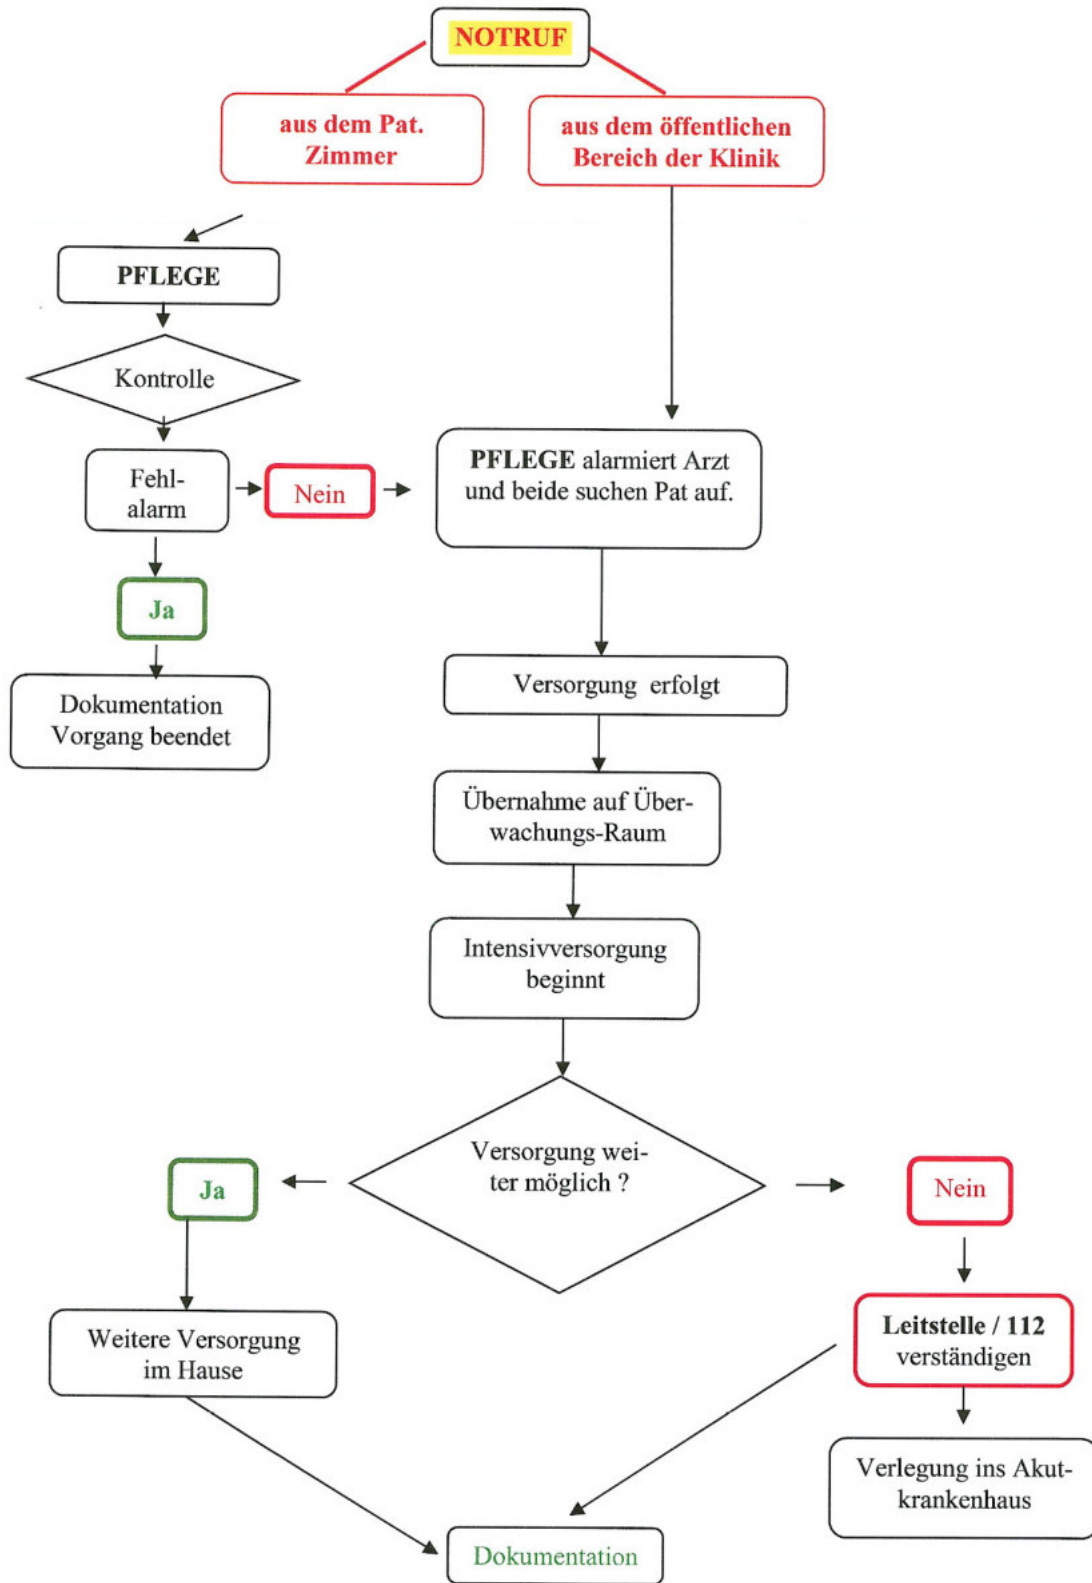 NOTRUF
aus dem Pat.
Zimmer
aus dem öffentlichen
Bereich der Klinik
PFLEGE
Kontrolle
Fehl-
alarm
Nein
PFLEGE alarmiert Arzt
und beide suchen Pat auf.
Ja
Dokumentation
Vorgang beendet
Versorgung erfolgt
Übernahme auf Über-
wachungs-Raum
Intensivversorgung
beginnt
Versorgung wei-
ter möglich ?
Ja
Nein
Weitere Versorgung
im Hause
Leitstelle / 112
verständigen
Verlegung ins Akut-
krankenhaus
Dokumentation